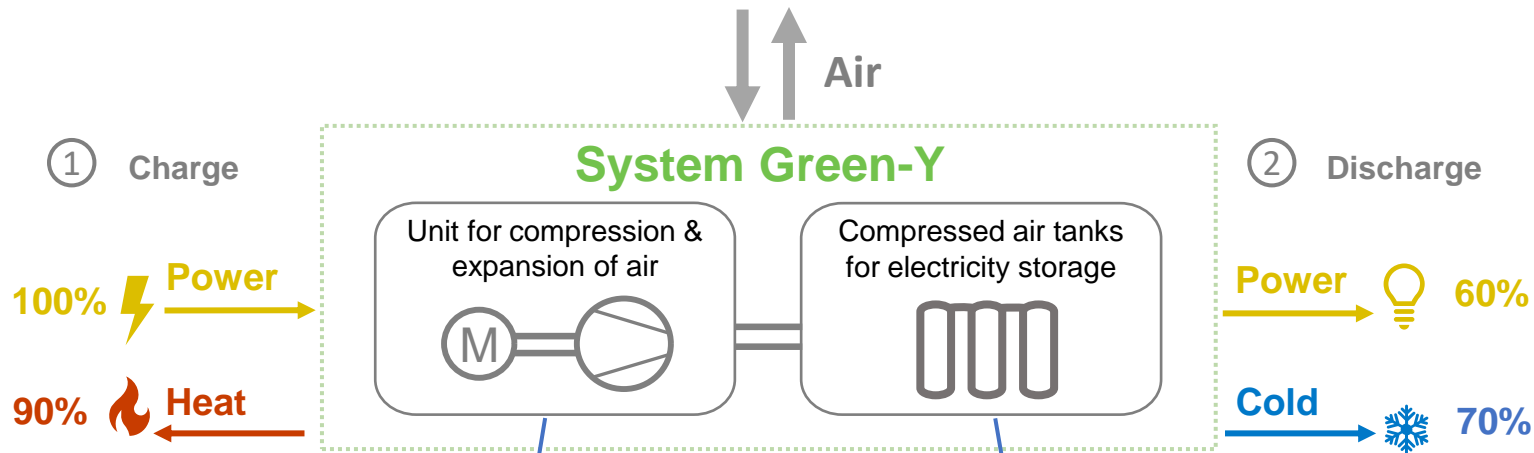 Air
① Charge
System Green-Y
② Discharge
Unit for compression &
expansion of air
Compressed air tanks
for electricity storage
100% Power
M
Power 60%
90% Heat
Cold 70%